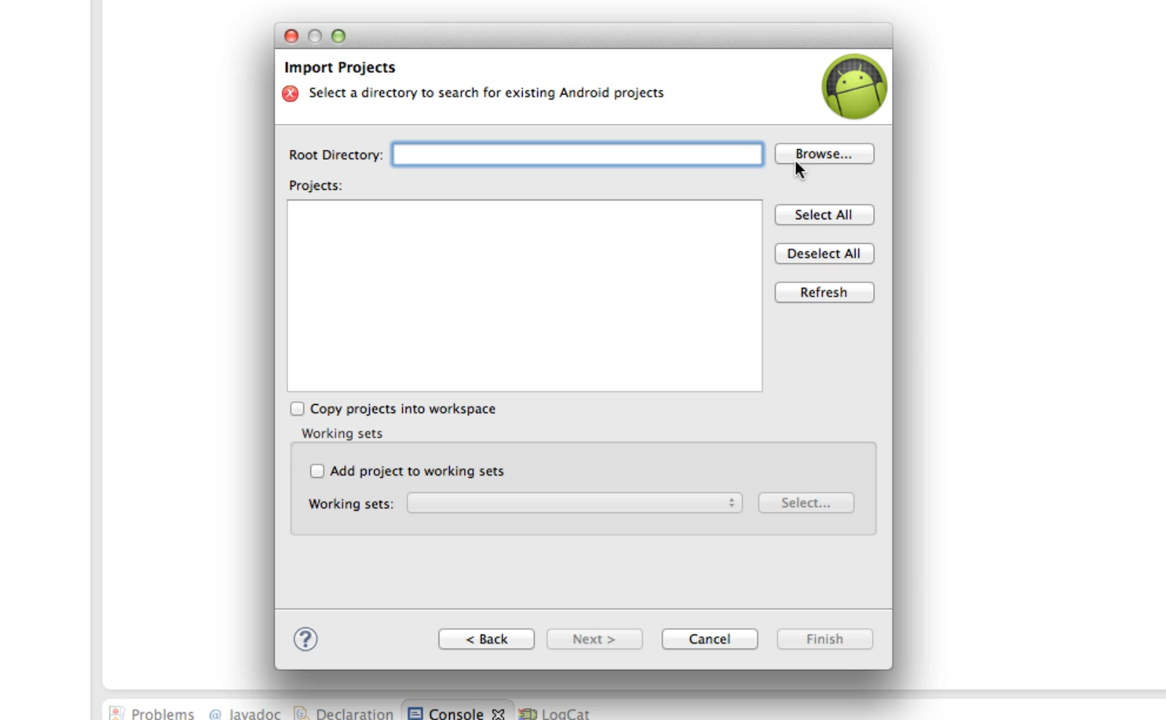 Import Projects
Select a directory to search for existing Android projects
Root Directory:
Browse...
Projects:
Select All
Deselect All
Refresh
Copy projects into workspace
Working sets
Add project to working sets
Working sets:
Select...
?
< Back
Next >
Cancel
Finish
Problems
@ Javadoc
Declaration
Console
LogCat